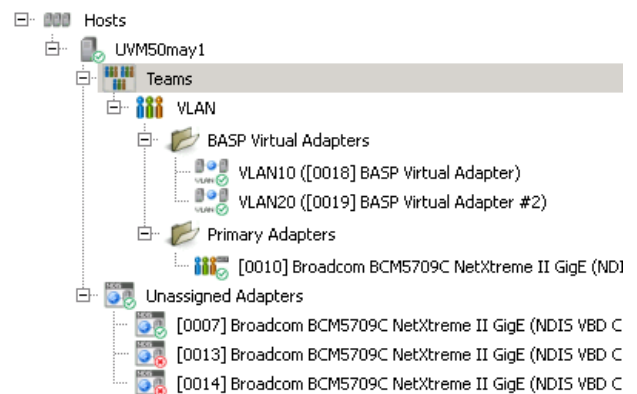 Hosts
UVM50may1
Teams
VLAN
BASP Virtual Adapters
VLAN10 ([0018] BASP Virtual Adapter)
VLAN20 ([0019] BASP Virtual Adapter #2)
Primary Adapters
[0010] Broadcom BCM5709C NetXtreme II GigE (NDI
Unassigned Adapters
[0007] Broadcom BCM5709C NetXtreme II GigE (NDIS VBD C
[0013] Broadcom BCM5709C NetXtreme II GigE (NDIS VBD C
[0014] Broadcom BCM5709C NetXtreme II GigE (NDIS VBD C